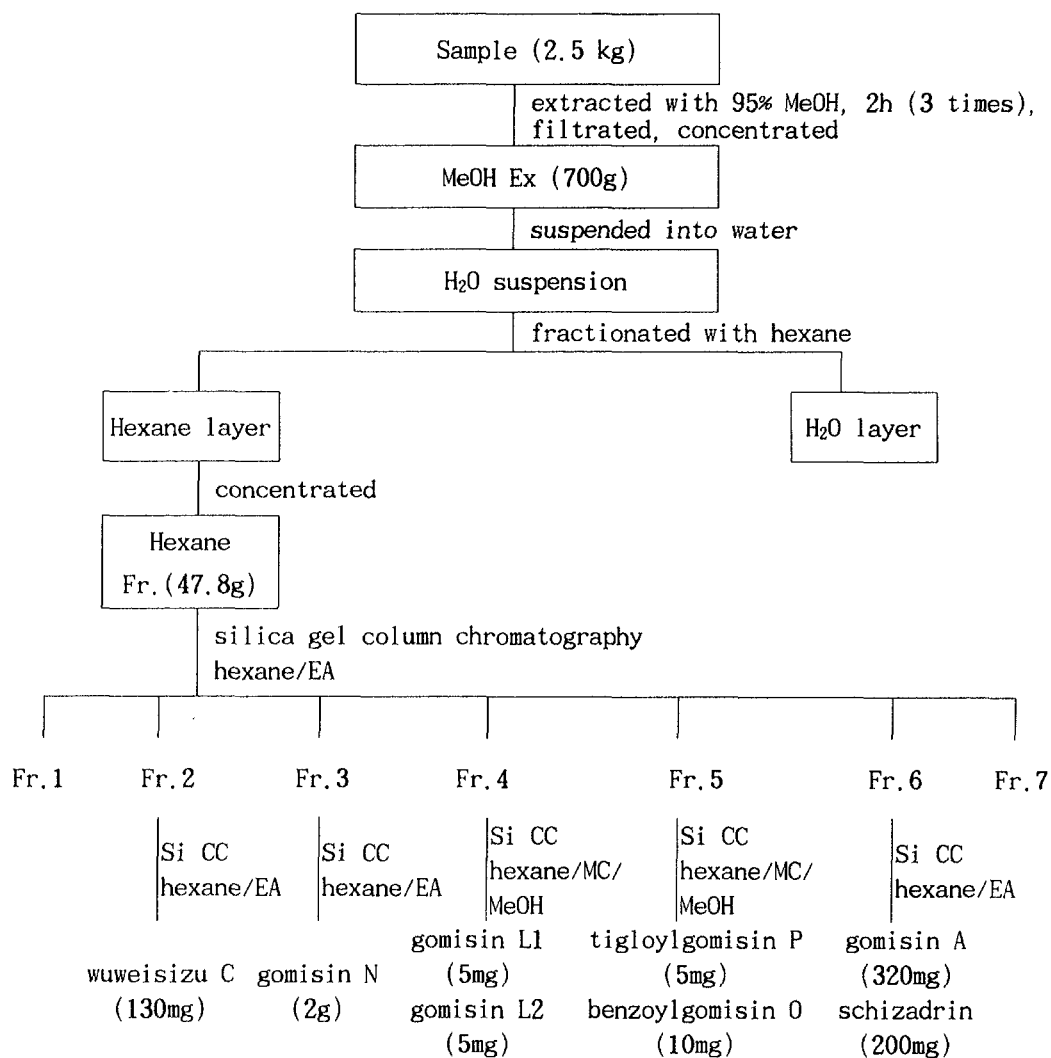 Sample (2.5 kg)
extracted with 95% MeOH, 2h (3 times),
filtrated, concentrated
MeOH Ex (700g)
suspended into water
H₂O suspension
fractionated with hexane
Hexane layer
H₂O layer
concentrated
Hexane
Fr.(47.8g)
silica gel column chromatography
hexane/EA
Fr.1 Fr.2 Fr.3 Fr.4 Fr.5 Fr.6 Fr.7
Si CC
hexane/EA
Si CC
hexane/EA
Si CC
hexane/MC/
MeOH
Si CC
hexane/MC/
MeOH
Si CC
hexane/EA
wuweisizu C
(130mg)
gomisin N
(2g)
gomisin L1
(5mg)
gomisin L2
(5mg)
tigloylgomisin P
(5mg)
benzoylgomisin O
(10mg)
gomisin A
(320mg)
schizadrin
(200mg)